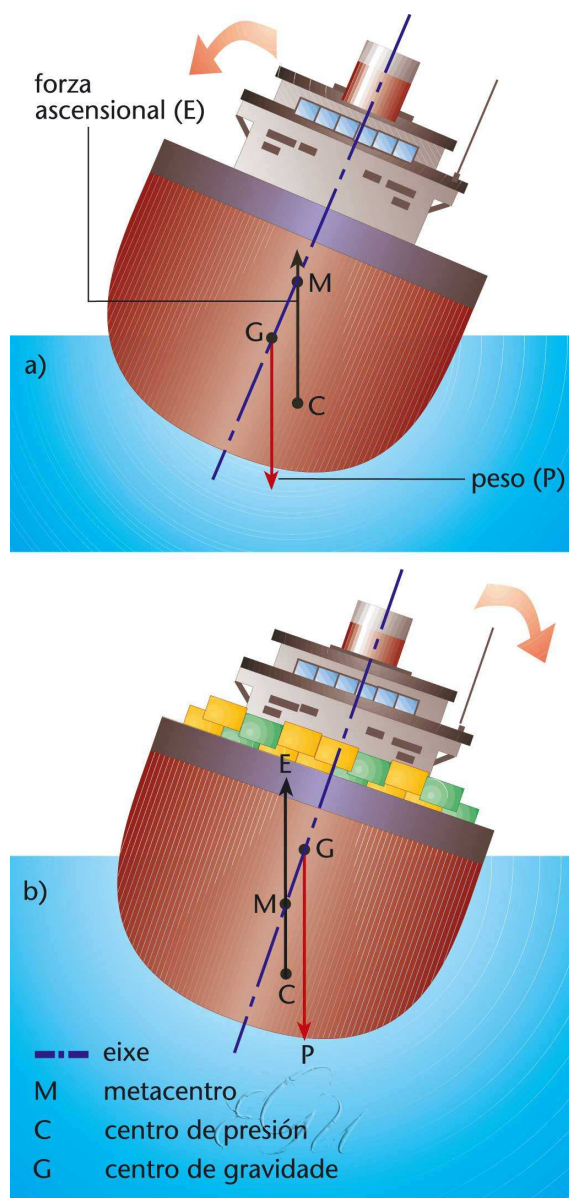 forza
ascensional (E)
M
G
a)
C
peso (P)
E
G
b)
M
C
P
eixe
M metacentro
C centro de presión
G centro de gravidade